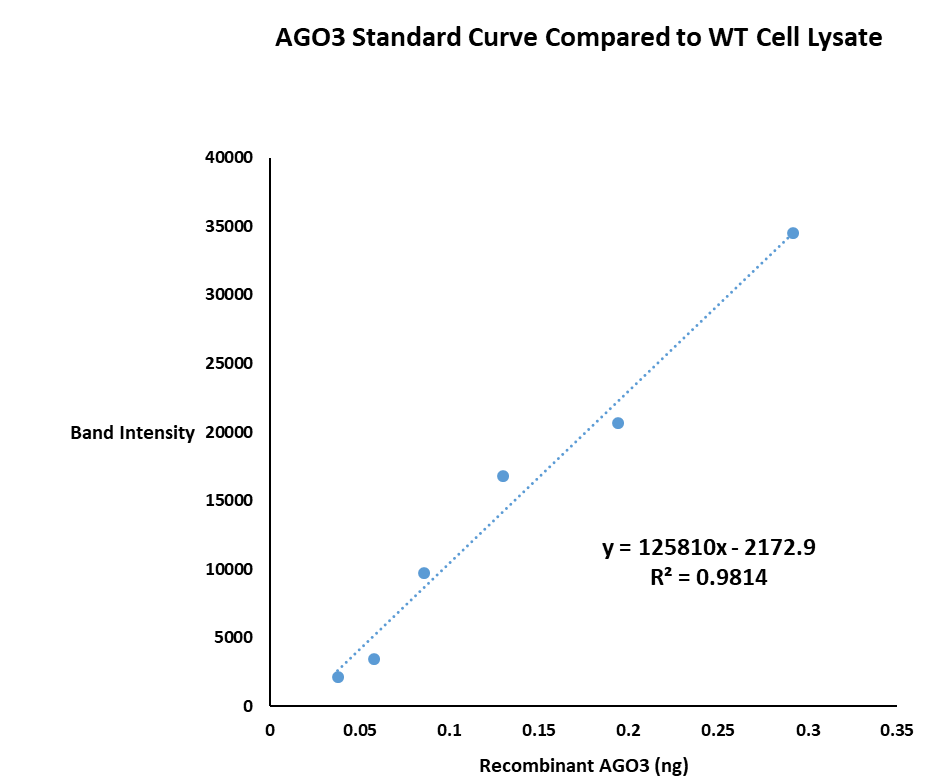 AGO3 Standard Curve Compared to WT Cell Lysate
40000
35000
30000
25000
Band Intensity 20000
15000
y = 125810x - 2172.9
10000
R² = 0.9814
5000
0
0 0.05 0.1 0.15 0.2 0.25 0.3 0.35
Recombinant AGO3 (ng)